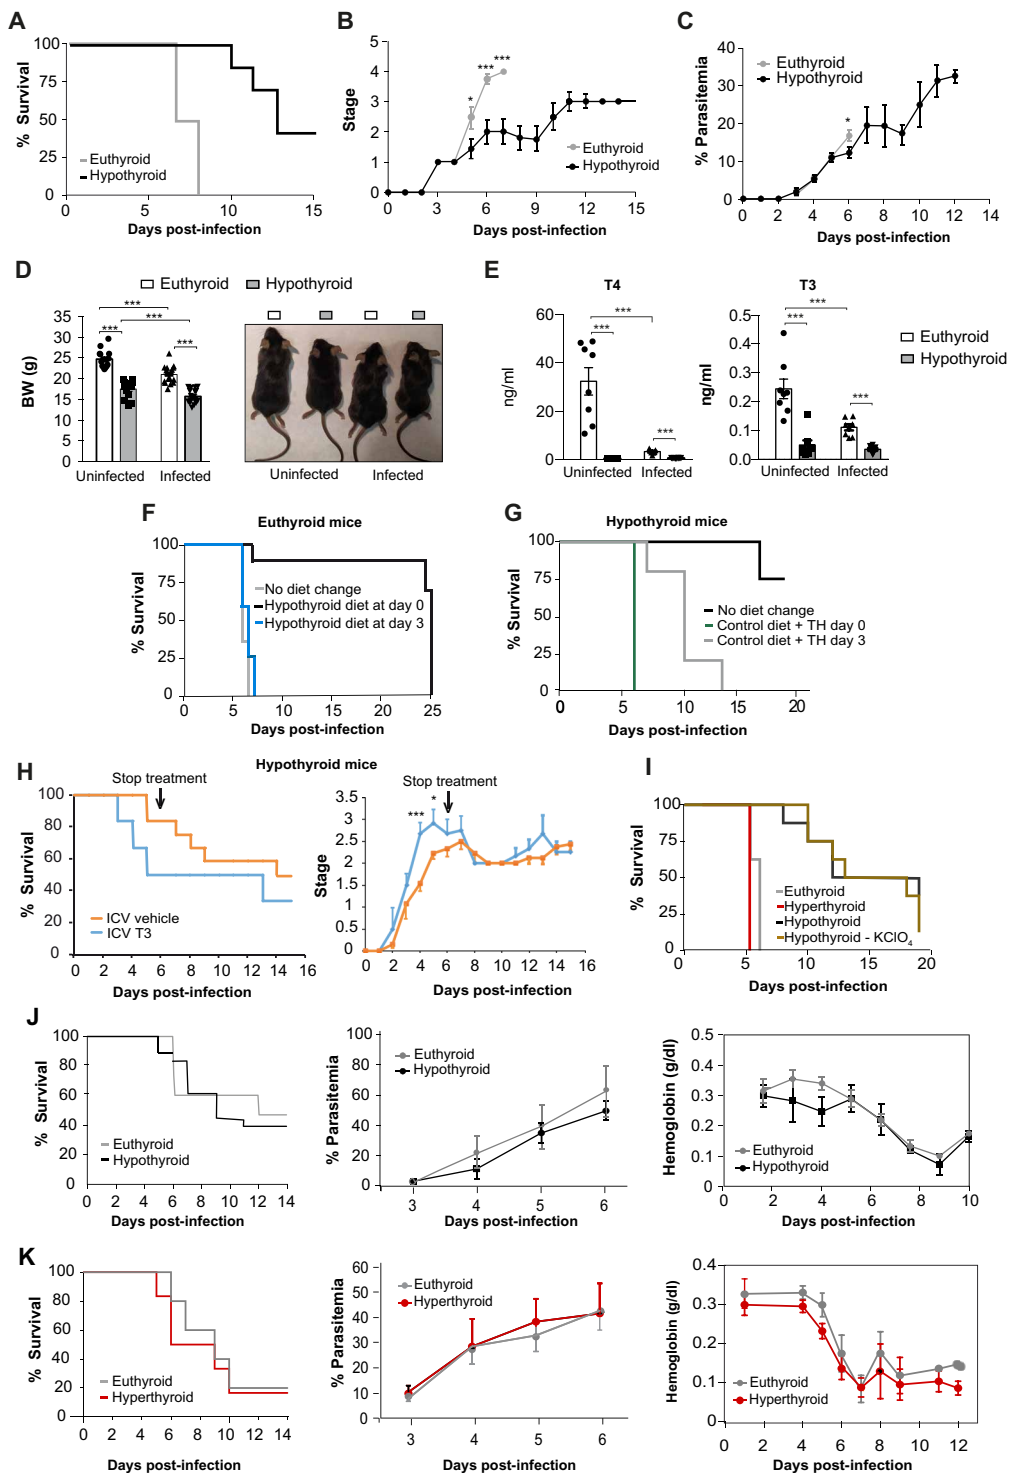 A
100
75
50
25
0
% Survival
Euthyroid
Hypothyroid
0 5 10 15
Days post-infection
B
5
4
3
2
1
0
Stage
* *** ***
Euthyroid
Hypothyroid
0 3 6 9 12 15
Days post-infection
C
40
30
20
10
0
% Parasitemia
Euthyroid
Hypothyroid
*
0 2 4 6 8 10 12 14
Days post-infection
D
Euthyroid Hypothyroid
35
30
25
20
15
10
5
0
BW (g)
***
***
*** ***
Uninfected Infected
Uninfected Infected
E
T4
60
40
20
0
ng/ml
***
***
***
Uninfected Infected
T3
0.5
0.4
0.3
0.2
0.1
0.0
ng/ml
***
***
***
Uninfected Infected
Euthyroid
Hypothyroid
F
Euthyroid mice
100
75
50
25
0
% Survival
No diet change
Hypothyroid diet at day 0
Hypothyroid diet at day 3
0 5 10 15 20 25
Days post-infection
G
Hypothyroid mice
100
75
50
25
0
% Survival
No diet change
Control diet + TH day 0
Control diet + TH day 3
0 5 10 15 20
Days post-infection
H
Hypothyroid mice
Stop treatment
100
80
60
40
20
0
% Survival
ICV vehicle
ICV T3
0 2 4 6 8 10 12 14 16
Days post-infection
Stop treatment
3.5
3
2.5
2
1.5
1
0.5
0
Stage
*** *
0 2 4 6 8 10 12 14 16
Days post-infection
I
100
75
50
25
0
% Survival
Euthyroid
Hyperthyroid
Hypothyroid
Hypothyroid - KClO₄
0 5 10 15 20
Days post-infection
J
100
80
60
40
20
0
% Survival
Euthyroid
Hypothyroid
0 2 4 6 8 10 12 14
Days post-infection
100
80
60
40
20
0
% Parasitemia
Euthyroid
Hypothyroid
3 4 5 6
Days post-infection
0.5
0.4
0.3
0.2
0.1
0
Hemoglobin (g/dl)
Euthyroid
Hypothyroid
0 2 4 6 8 10
Days post-infection
K
100
80
60
40
20
0
% Survival
Euthyroid
Hyperthyroid
0 2 4 6 8 10 12 14
Days post-infection
60
50
40
30
20
10
0
% Parasitemia
Euthyroid
Hyperthyroid
3 4 5 6
Days post-infection
0.4
0.3
0.2
0.1
0
Hemoglobin (g/dl)
Euthyroid
Hyperthyroid
0 2 4 6 8 10 12
Days post-infection